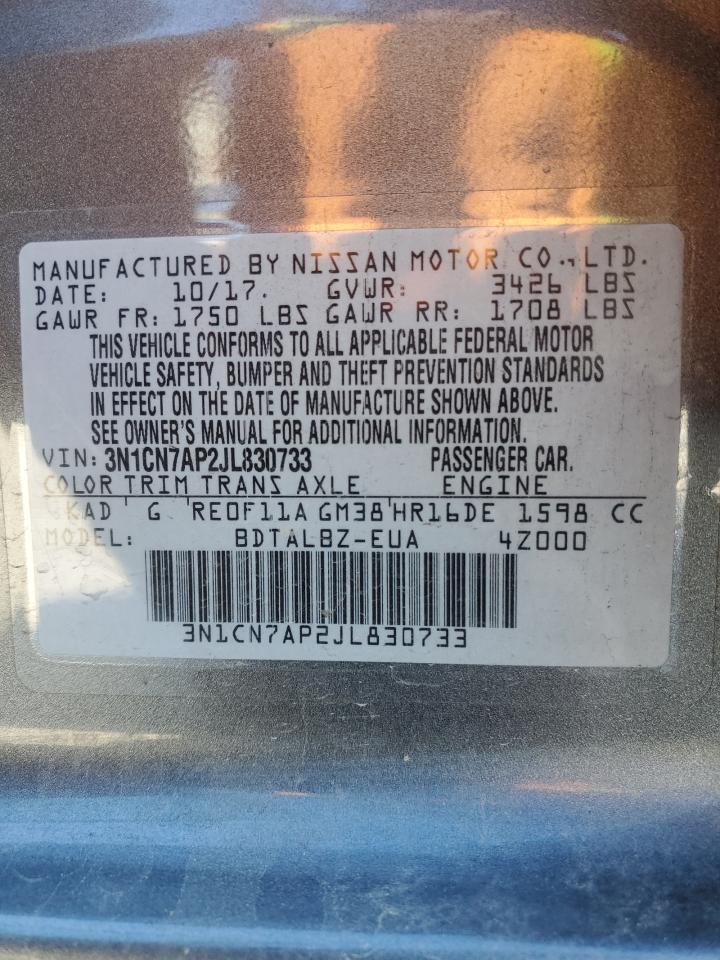 MANUFACTURED BY NISSAN MOTOR CO., LTD.
DATE: 10/17. GVWR: 3426 LBS
GAWR FR: 1750 LBS GAWR RR: 1708 LBS
THIS VEHICLE CONFORMS TO ALL APPLICABLE FEDERAL MOTOR
VEHICLE SAFETY, BUMPER AND THEFT PREVENTION STANDARDS
IN EFFECT ON THE DATE OF MANUFACTURE SHOWN ABOVE.
SEE OWNER'S MANUAL FOR ADDITIONAL INFORMATION.
VIN: 3N1CN7AP2JL830733 PASSENGER CAR.
COLOR TRIM TRANS AXLE ENGINE
KAD G RE0F11A GM38 HR16DE 1598 CC
MODEL: BDTALBZ-EUA 4Z000
3N1CN7AP2JL830733